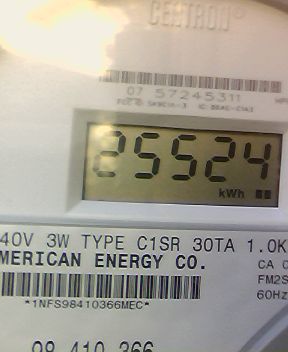 CENTRON®
07 57245311
25524
kWh
40V 3W TYPE C1SR 30TA 1.0K
MERICAN ENERGY CO.
CA 0
FM2S
60Hz
*1NFS98410366MEC*
98 410 366